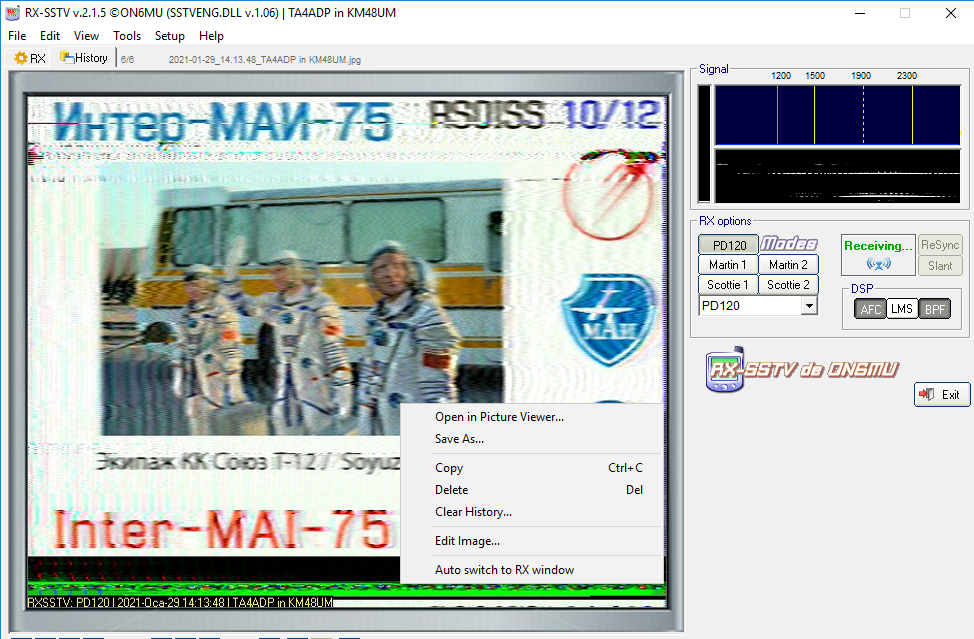 RX-SSTV v.2.1.5 ©ON6MU (SSTVENG.DLL v.1.06) | TA4ADP in KM48UM
File Edit View Tools Setup Help
RX History 6/6 2021-01-29_14.13.48_TA4ADP in KM48UM.jpg
Интер-МАИ-75 RS0ISS 10/12
МАИ
Экипаж КК Союз Т-12 / Soyuz
Inter-MAI-75
RXSSTV: PD120 | 2021-Oca-29 14:13:48 | TA4ADP in KM48UM
Open in Picture Viewer...
Save As...
Copy Ctrl+C
Delete Del
Clear History...
Edit Image...
Auto switch to RX window
Signal
1200 1500 1900 2300
RX options
PD120 Modes
Martin 1 Martin 2
Scottie 1 Scottie 2
PD120
Receiving...
ReSync
Slant
DSP
AFC LMS BPF
RX-SSTV de ON6MU
Exit